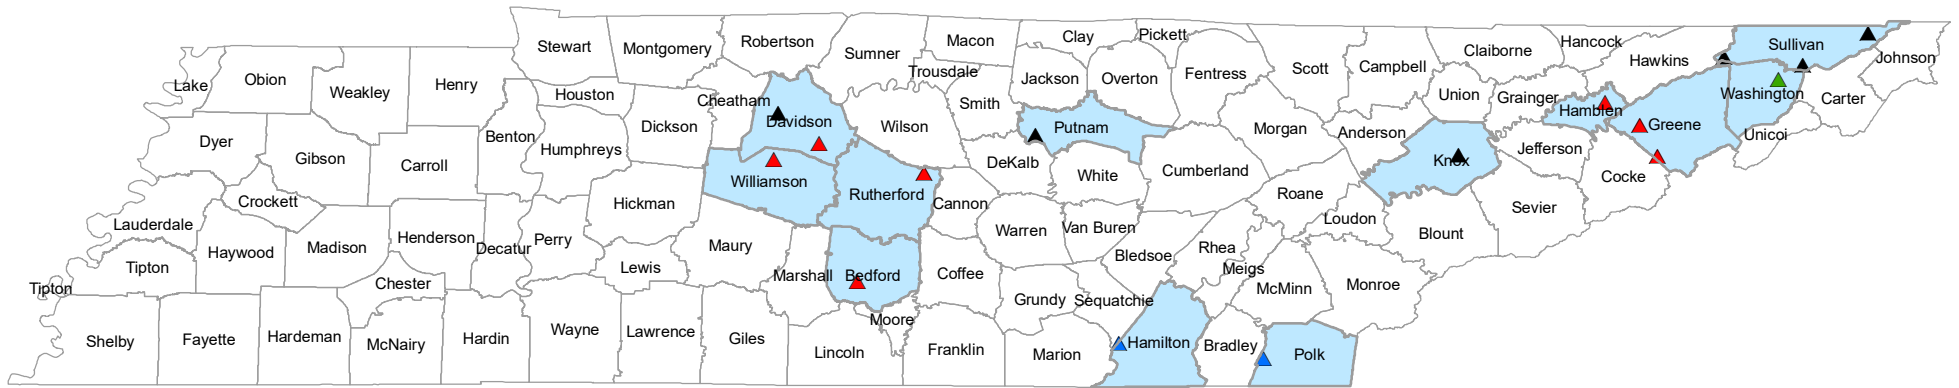 Stewart
Montgomery
Robertson
Sumner
Macon
Clay
Pickett
Claiborne
Hancock
Hawkins
Sullivan
Johnson
Lake
Obion
Weakley
Henry
Houston
Cheatham
Trousdale
Jackson
Overton
Fentress
Scott
Campbell
Union
Grainger
Washington
Carter
Smith
Dyer
Gibson
Carroll
Benton
Humphreys
Dickson
Davidson
Wilson
Putnam
Morgan
Anderson
Hamblen
Greene
Unicoi
Knox
Jefferson
Cocke
DeKalb
White
Cumberland
Roane
Loudon
Sevier
Blount
Crockett
Lauderdale
Haywood
Madison
Henderson
Decatur
Perry
Hickman
Williamson
Rutherford
Cannon
Warren
Van Buren
Bledsoe
Rhea
Meigs
McMinn
Monroe
Tipton
Tipton
Chester
Lewis
Maury
Marshall
Bedford
Coffee
Grundy
Sequatchie
Shelby
Fayette
Hardeman
McNairy
Hardin
Wayne
Lawrence
Giles
Lincoln
Moore
Franklin
Marion
Hamilton
Bradley
Polk